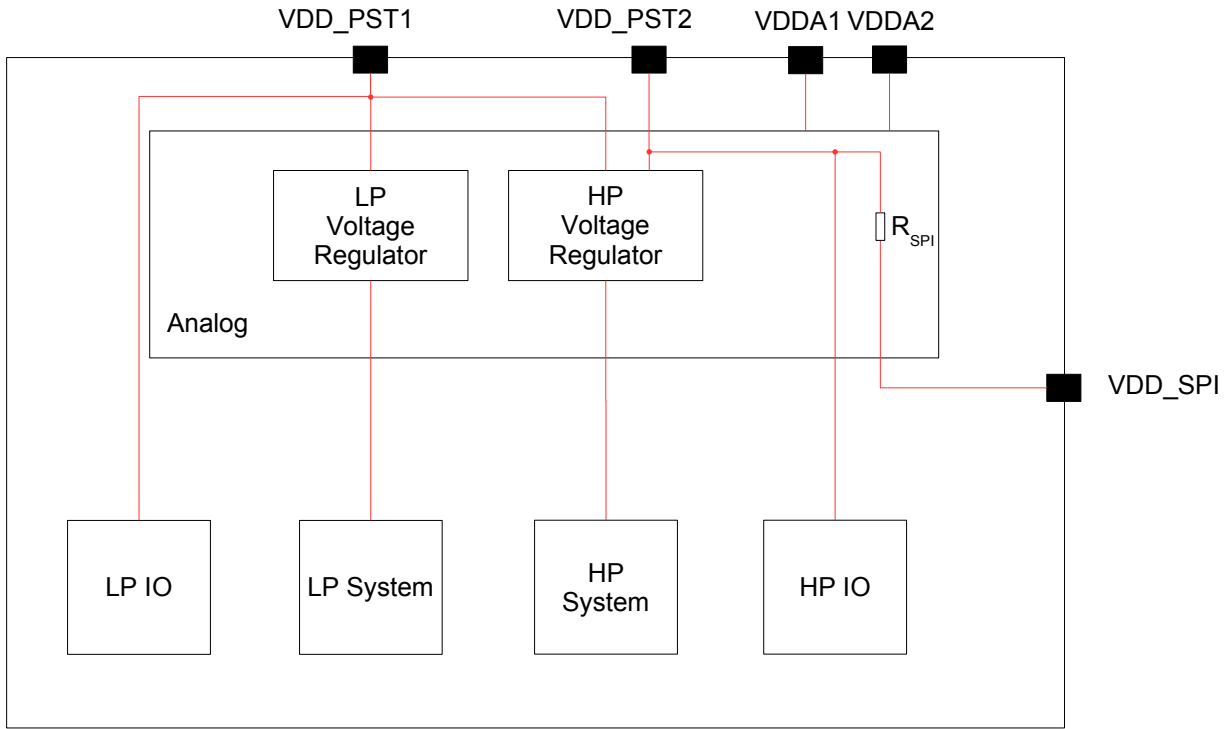 VDD_PST1
VDD_PST2
VDDA1 VDDA2
LP
Voltage
Regulator
HP
Voltage
Regulator
RSPI
Analog
VDD_SPI
LP IO
LP System
HP
System
HP IO